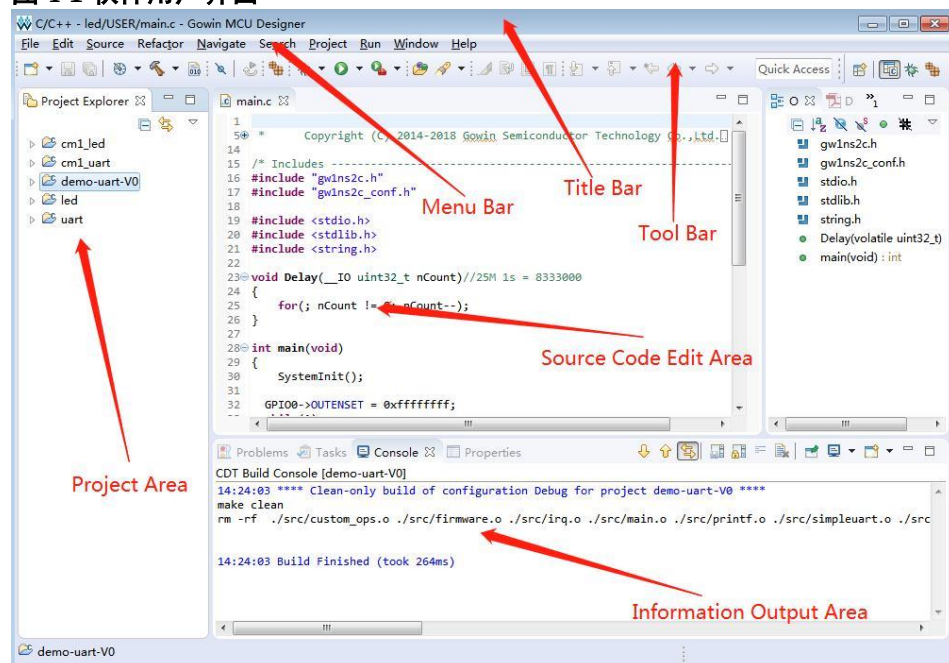 C/C++ - led/USER/main.c - Gowin MCU Designer
File Edit Source Refactor Navigate Search Project Run Window Help
Quick Access
Project Explorer
cm1_led
cm1_uart
demo-uart-V0
led
uart
Project Area
main.c
1
5 * Copyright (C) 2014-2018 Gowin Semiconductor Technology Co.,Ltd.
14
15 /* Includes ------------------------------------------------------------------
16 #include "gw1ns2c.h"
17 #include "gw1ns2c_conf.h"
18
19 #include <stdio.h>
20 #include <stdlib.h>
21 #include <string.h>
22
23 void Delay(__IO uint32_t nCount)//25M 1s = 8333000
24 {
25 for(; nCount != 0; nCount--);
26 }
27
28 int main(void)
29 {
30 SystemInit();
31
32 GPIO0->OUTENSET = 0xffffffff;
Menu Bar
Title Bar
Tool Bar
Source Code Edit Area
O
D
gw1ns2c.h
gw1ns2c_conf.h
stdio.h
stdlib.h
string.h
Delay(volatile uint32_t)
main(void) : int
Problems Tasks Console Properties
CDT Build Console [demo-uart-V0]
14:24:03 **** Clean-only build of configuration Debug for project demo-uart-V0 ****
make clean
rm -rf ./src/custom_ops.o ./src/firmware.o ./src/irq.o ./src/main.o ./src/printf.o ./src/simpleuart.o ./src
14:24:03 Build Finished (took 264ms)
Information Output Area
demo-uart-V0